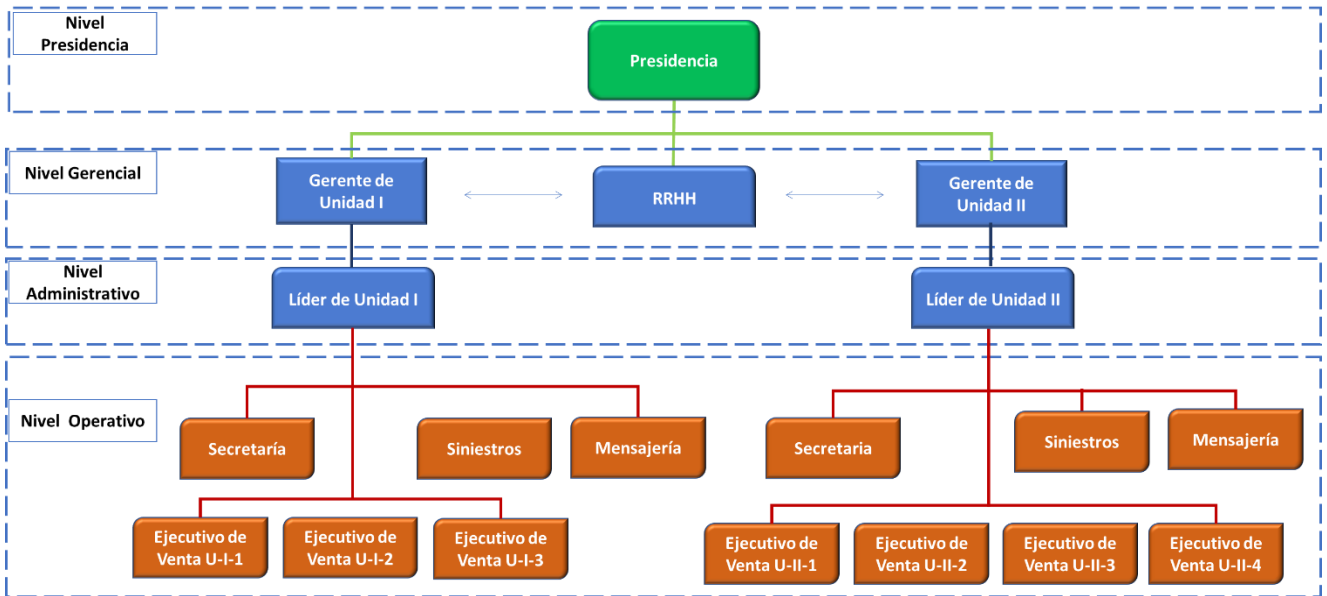 Nivel
Presidencia
Presidencia
Nivel Gerencial
Gerente de
Unidad I
RRHH
Gerente de
Unidad II
Nivel
Administrativo
Líder de Unidad I
Líder de Unidad II
Nivel Operativo
Secretaría
Siniestros
Mensajería
Secretaria
Siniestros
Mensajería
Ejecutivo de
Venta U-I-1
Ejecutivo de
Venta U-I-2
Ejecutivo de
Venta U-I-3
Ejecutivo de
Venta U-II-1
Ejecutivo de
Venta U-II-2
Ejecutivo de
Venta U-II-3
Ejecutivo de
Venta U-II-4